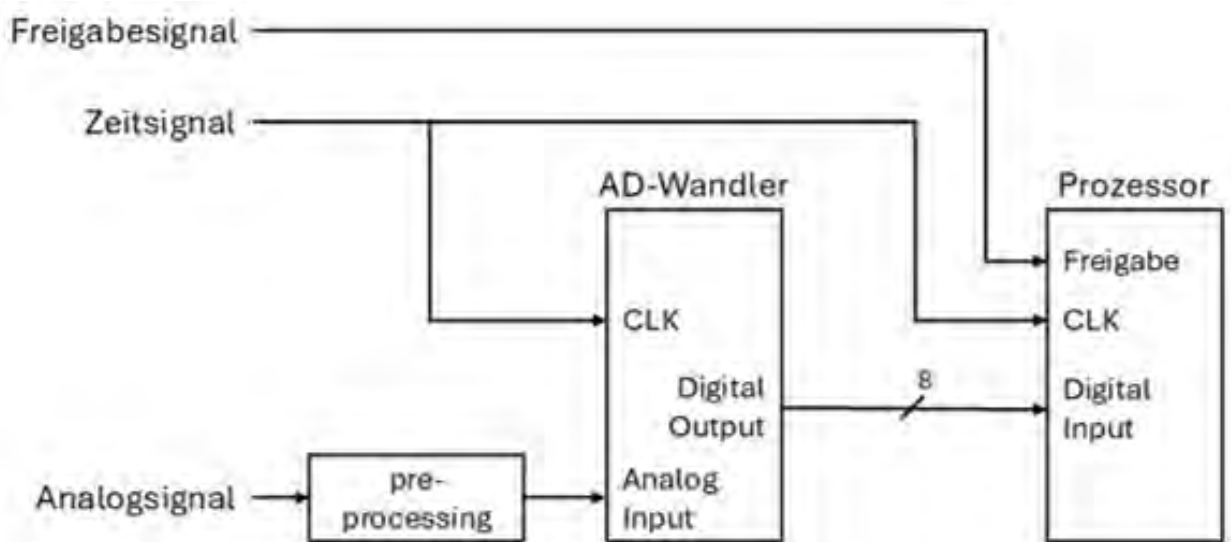 Freigabesignal
Zeitsignal
AD-Wandler
Prozessor
Freigabe
CLK
CLK
Digital
Output
8
Digital
Input
Analogsignal
pre-
processing
Analog
Input